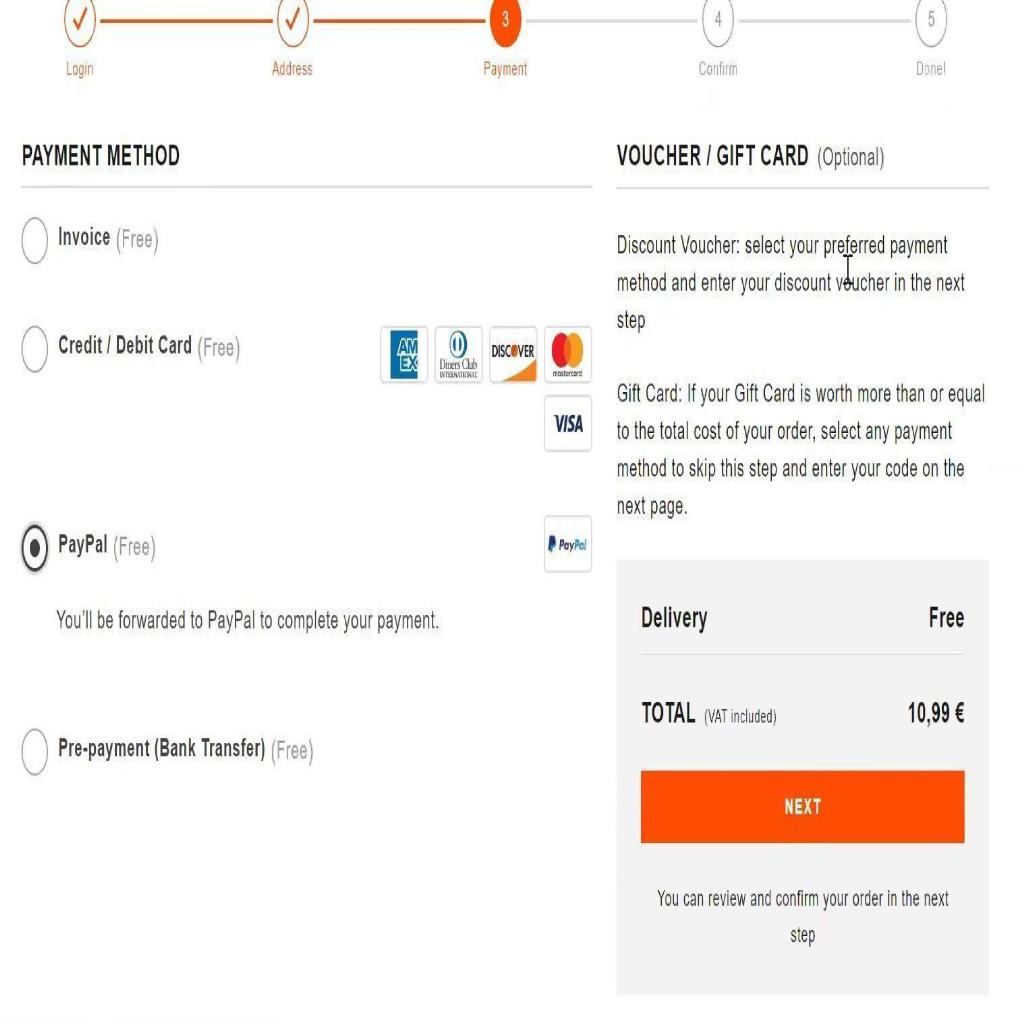 3
4
5
Login
Address
Payment
Confirm
Done!
PAYMENT METHOD
Invoice (Free)
Credit / Debit Card (Free)
AM
EX
Diners Club
INTERNATIONAL
DISCOVER
mastercard
VISA
PayPal (Free)
PayPal
You'll be forwarded to PayPal to complete your payment.
Pre-payment (Bank Transfer) (Free)
VOUCHER / GIFT CARD (Optional)
Discount Voucher: select your preferred payment
method and enter your discount voucher in the next
step
Gift Card: If your Gift Card is worth more than or equal
to the total cost of your order, select any payment
method to skip this step and enter your code on the
next page.
Delivery Free
TOTAL (VAT included) 10,99 €
NEXT
You can review and confirm your order in the next
step